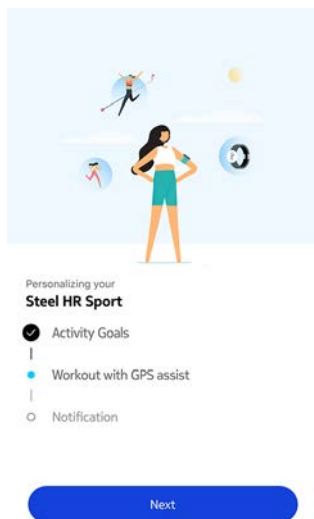 Personalizing your
Steel HR Sport
Activity Goals
Workout with GPS assist
Notification
Next